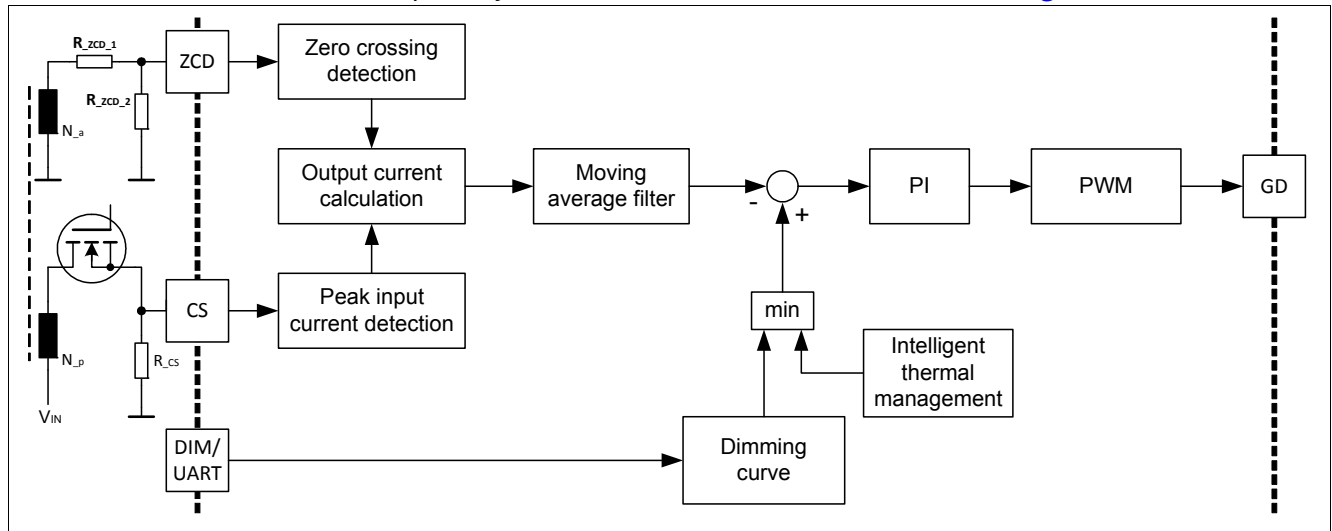 R_ZCD_1
ZCD
Zero crossing
detection
R_ZCD_2
N_a
Output current
calculation
Moving
average filter
-
+
PI
PWM
GD
CS
Peak input
current detection
min
N_p
R_CS
Intelligent
thermal
management
VIN
DIM/
UART
Dimming
curve